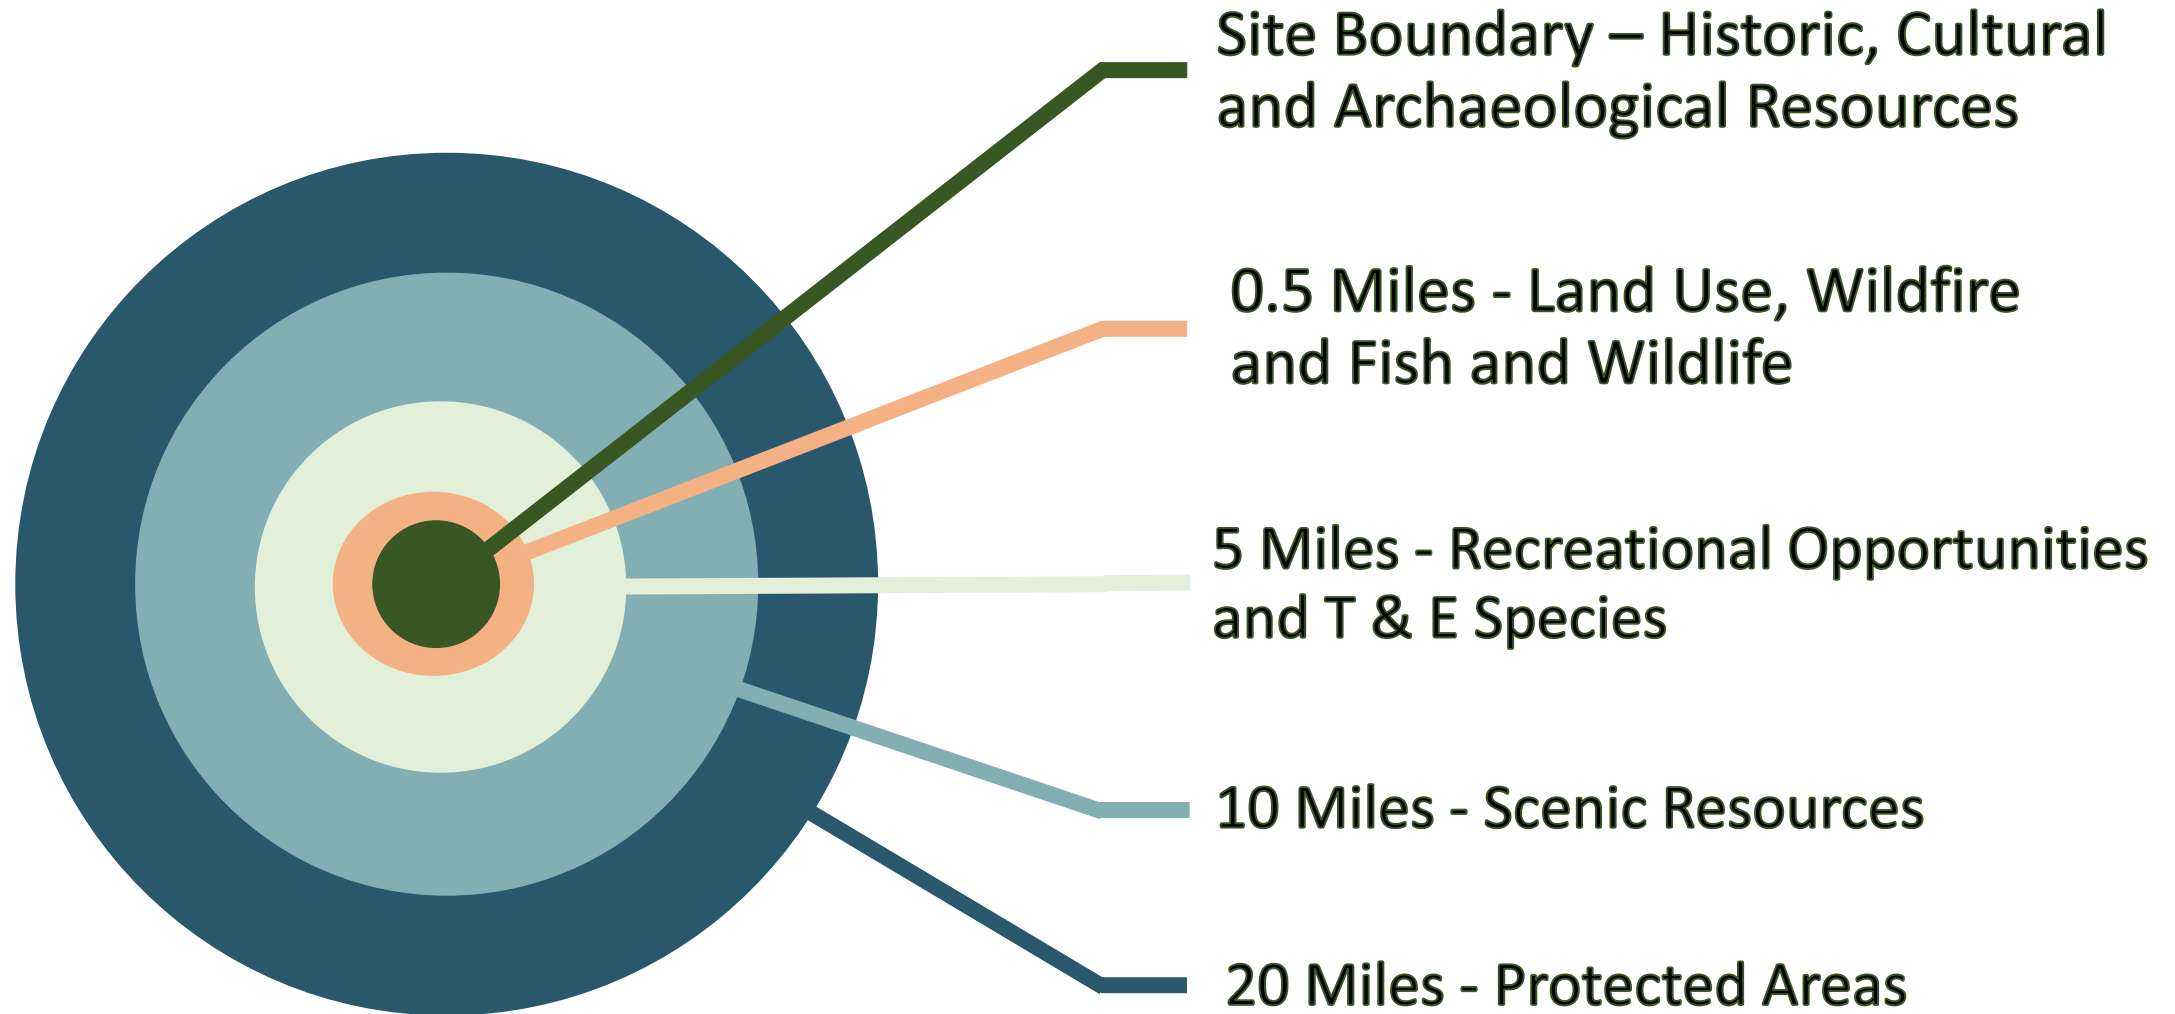 Site Boundary – Historic, Cultural
and Archaeological Resources
0.5 Miles - Land Use, Wildfire
and Fish and Wildlife
5 Miles - Recreational Opportunities
and T & E Species
10 Miles - Scenic Resources
20 Miles - Protected Areas